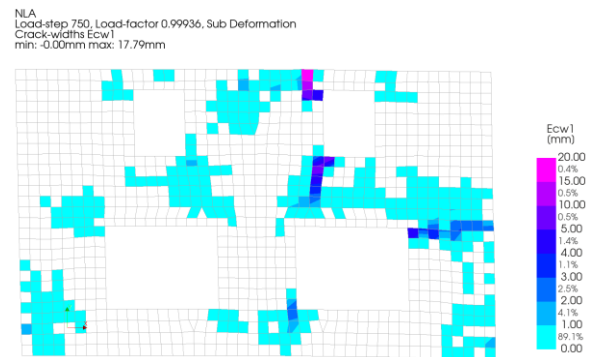 NLA
Load-step 750, Load-factor 0.99936, Sub Deformation
Crack-widths Ecw1
min: -0.00mm max: 17.79mm
Ecw1
(mm)
20.00
0.4%
15.00
0.5%
10.00
0.5%
5.00
1.4%
4.00
1.1%
3.00
2.5%
2.00
4.1%
1.00
89.1%
0.00